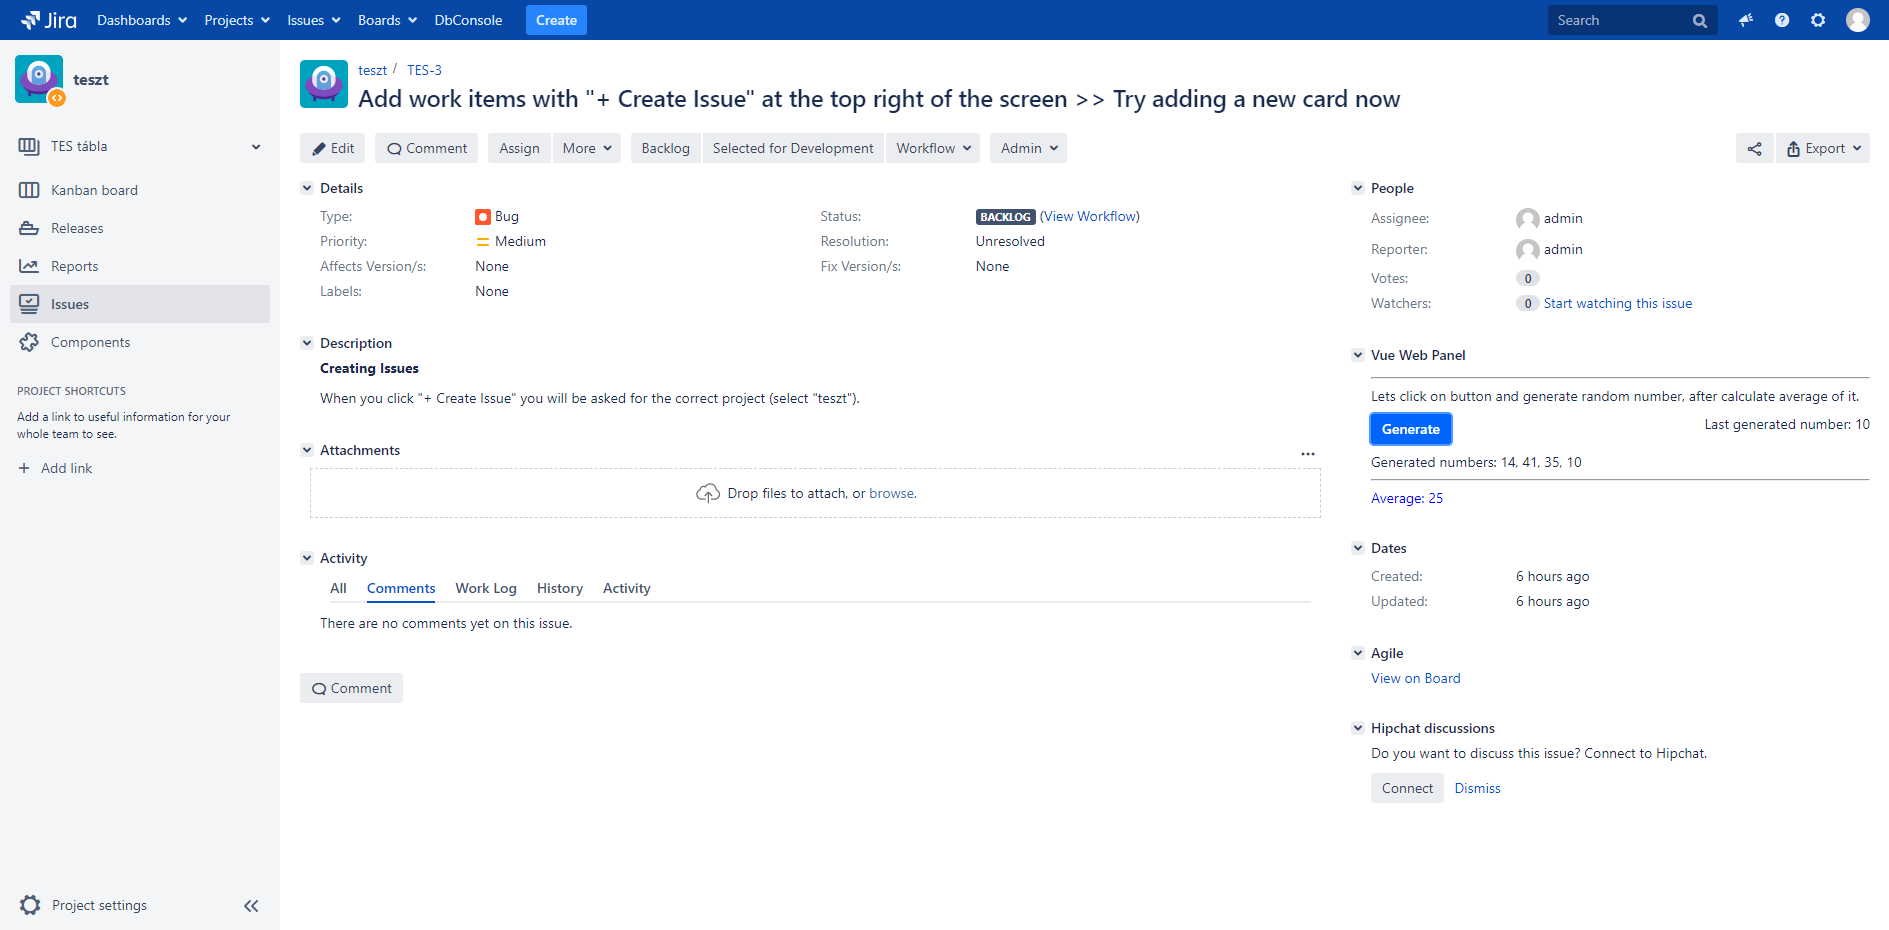 Jira Dashboards Projects Issues Boards DbConsole Create Search
teszt
TES tábla
Kanban board
Releases
Reports
Issues
Components
PROJECT SHORTCUTS
Add a link to useful information for your
whole team to see.
+ Add link
Project settings
teszt / TES-3
Add work items with "+ Create Issue" at the top right of the screen >> Try adding a new card now
Edit Comment Assign More Backlog Selected for Development Workflow Admin Export
Details
Type: Bug Status: BACKLOG (View Workflow)
Priority: Medium Resolution: Unresolved
Affects Version/s: None Fix Version/s: None
Labels: None
Description
Creating Issues
When you click "+ Create Issue" you will be asked for the correct project (select "teszt").
Attachments
Drop files to attach, or browse.
Activity
All Comments Work Log History Activity
There are no comments yet on this issue.
Comment
People
Assignee: admin
Reporter: admin
Votes: 0
Watchers: 0 Start watching this issue
Vue Web Panel
Lets click on button and generate random number, after calculate average of it.
Generate Last generated number: 10
Generated numbers: 14, 41, 35, 10
Average: 25
Dates
Created: 6 hours ago
Updated: 6 hours ago
Agile
View on Board
Hipchat discussions
Do you want to discuss this issue? Connect to Hipchat.
Connect Dismiss